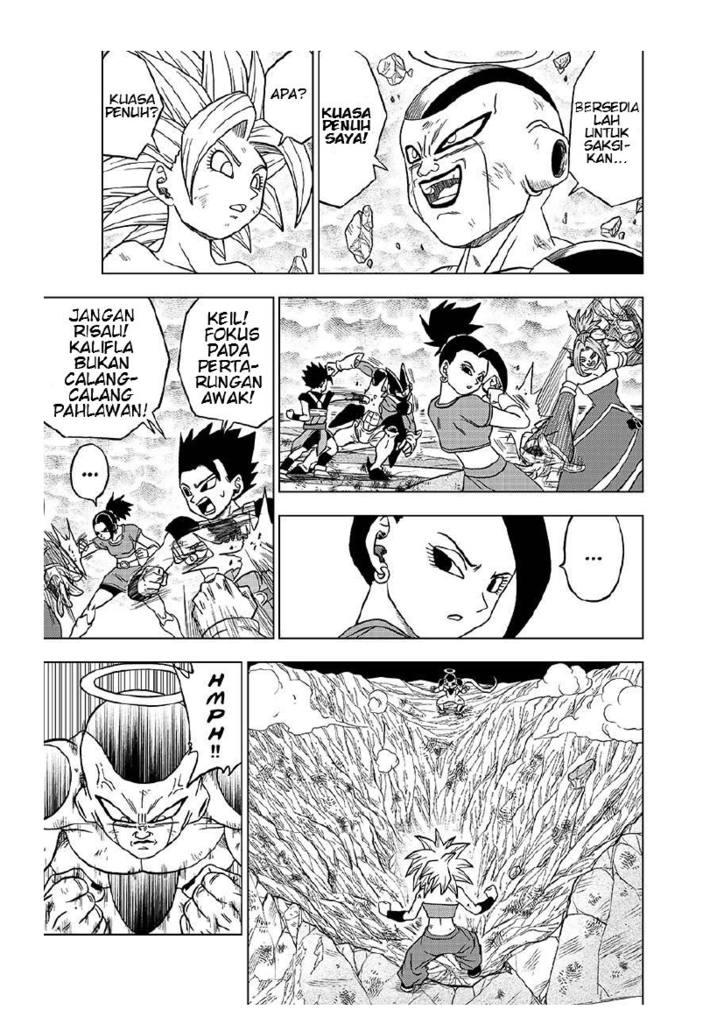 BERSEDIA
LAH
UNTUK
SAKSI-
KAN...
KUASA
PENUH
SAYA!
APA?
KUASA
PENUH?
KEIL!
FOKUS
PADA
PERTA-
RUNGAN
AWAK!
JANGAN
RISAU!
KALIFLA
BUKAN
CALANG-
CALANG
PAHLAWAN!
...
...
HMPH!!